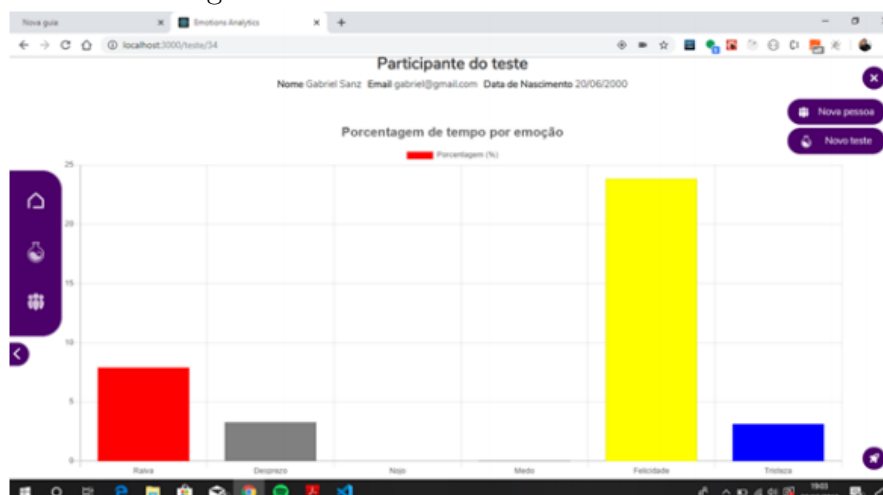 Nova guia
Emotions Analytics
localhost:3000/teste/34
Participante do teste
Nome Gabriel Sanz Email gabriel@gmail.com Data de Nascimento 20/06/2000
Nova pessoa
Novo teste
Porcentagem de tempo por emoção
Porcentagem (%)
25
20
15
10
5
0
Raiva Desprezo Nojo Medo Felicidade Tristeza
19:03